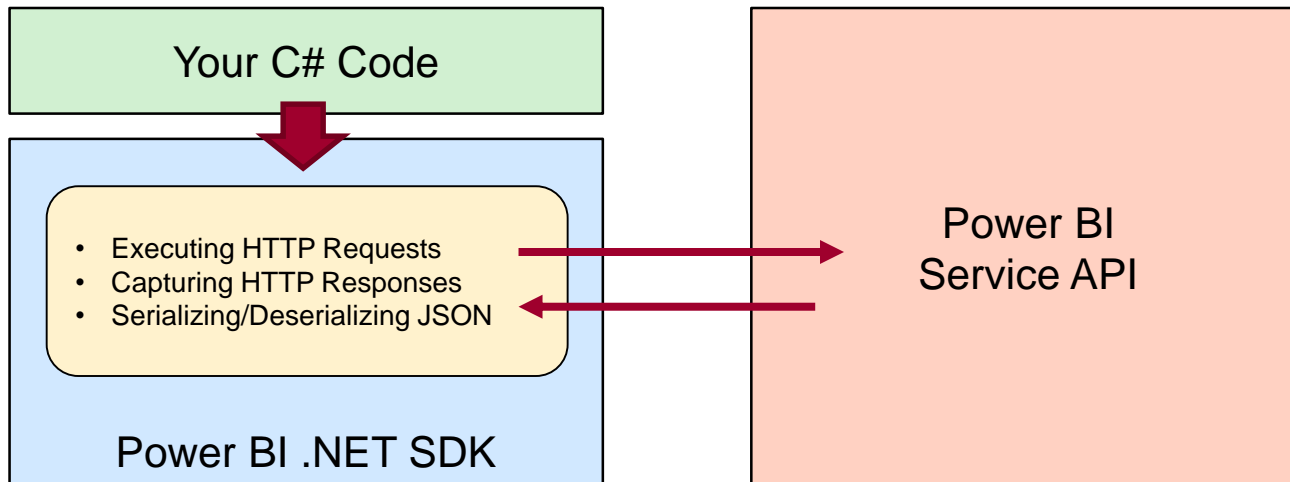 Your C# Code
• Executing HTTP Requests
• Capturing HTTP Responses
• Serializing/Deserializing JSON
Power BI .NET SDK
Power BI
Service API